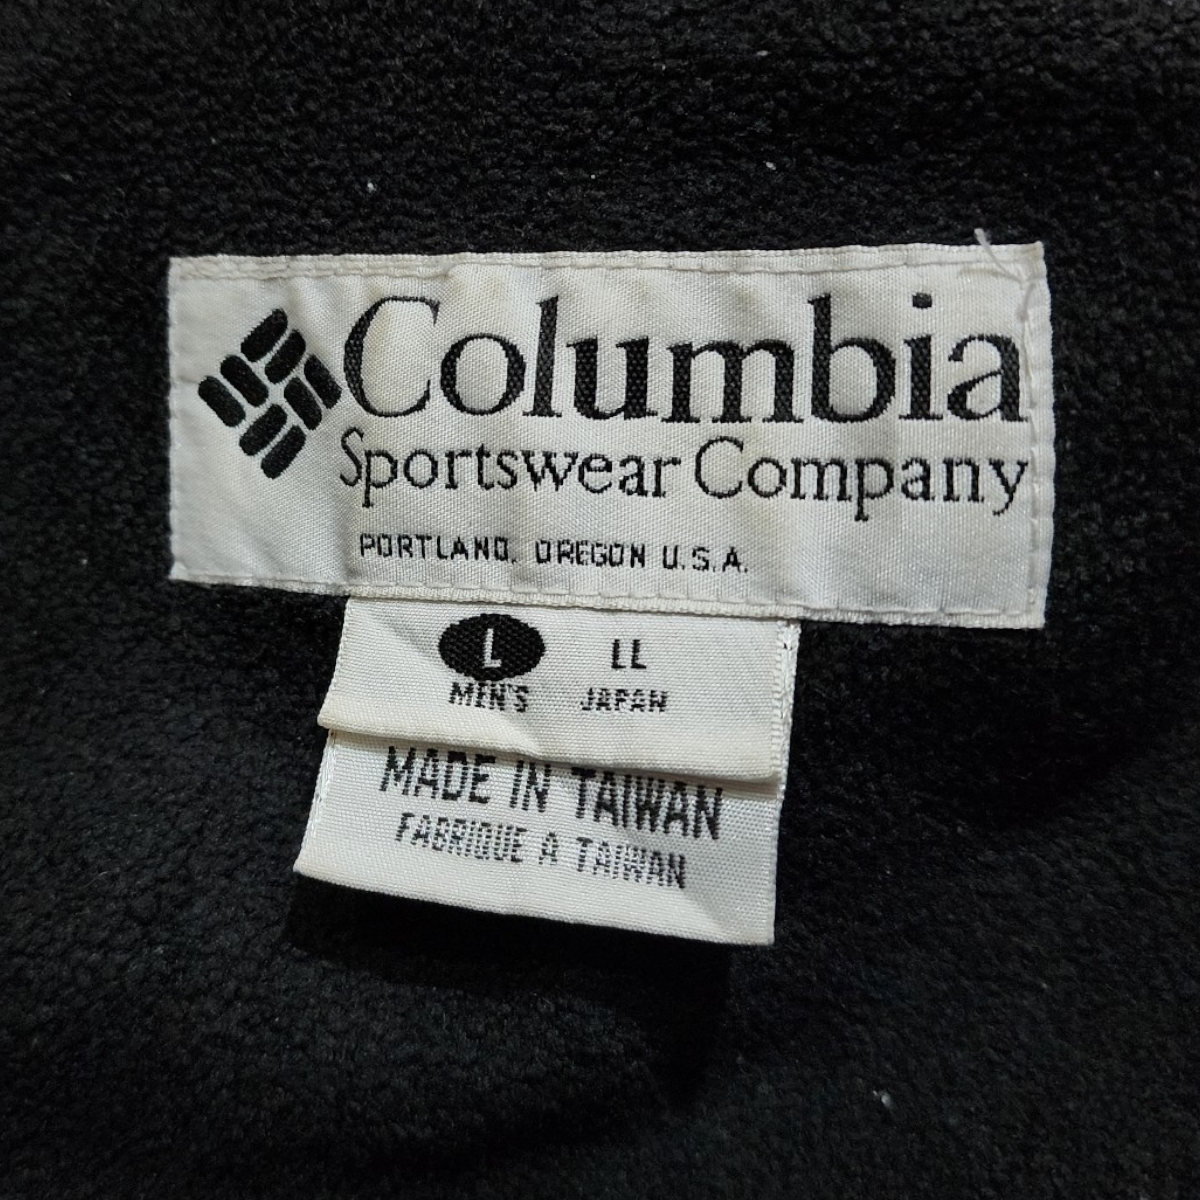 Columbia
Sportswear Company
PORTLAND, OREGON U.S.A.
L LL
MEN'S JAPAN
MADE IN TAIWAN
FABRIQUE A TAIWAN